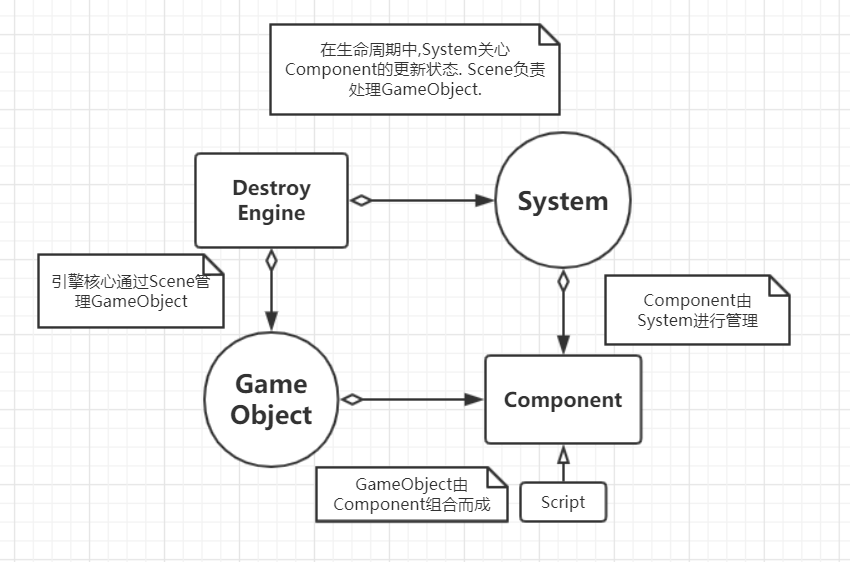 在生命周期中,System关心
Component的更新状态. Scene负责
处理GameObject.
Destroy
Engine
System
引擎核心通过Scene管
理GameObject
Component由
System进行管理
Game
Object
Component
GameObject由
Component组合而成
Script